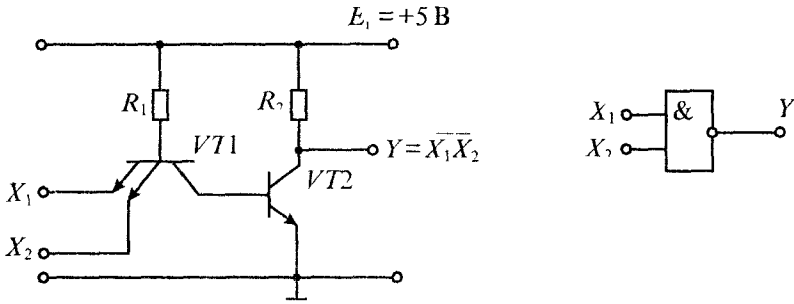 E₁ = +5 В
R₁
R₂
VT1
Y = X̅₁X̅₂
X₁
VT2
X₂
X₁
&
Y
X₂